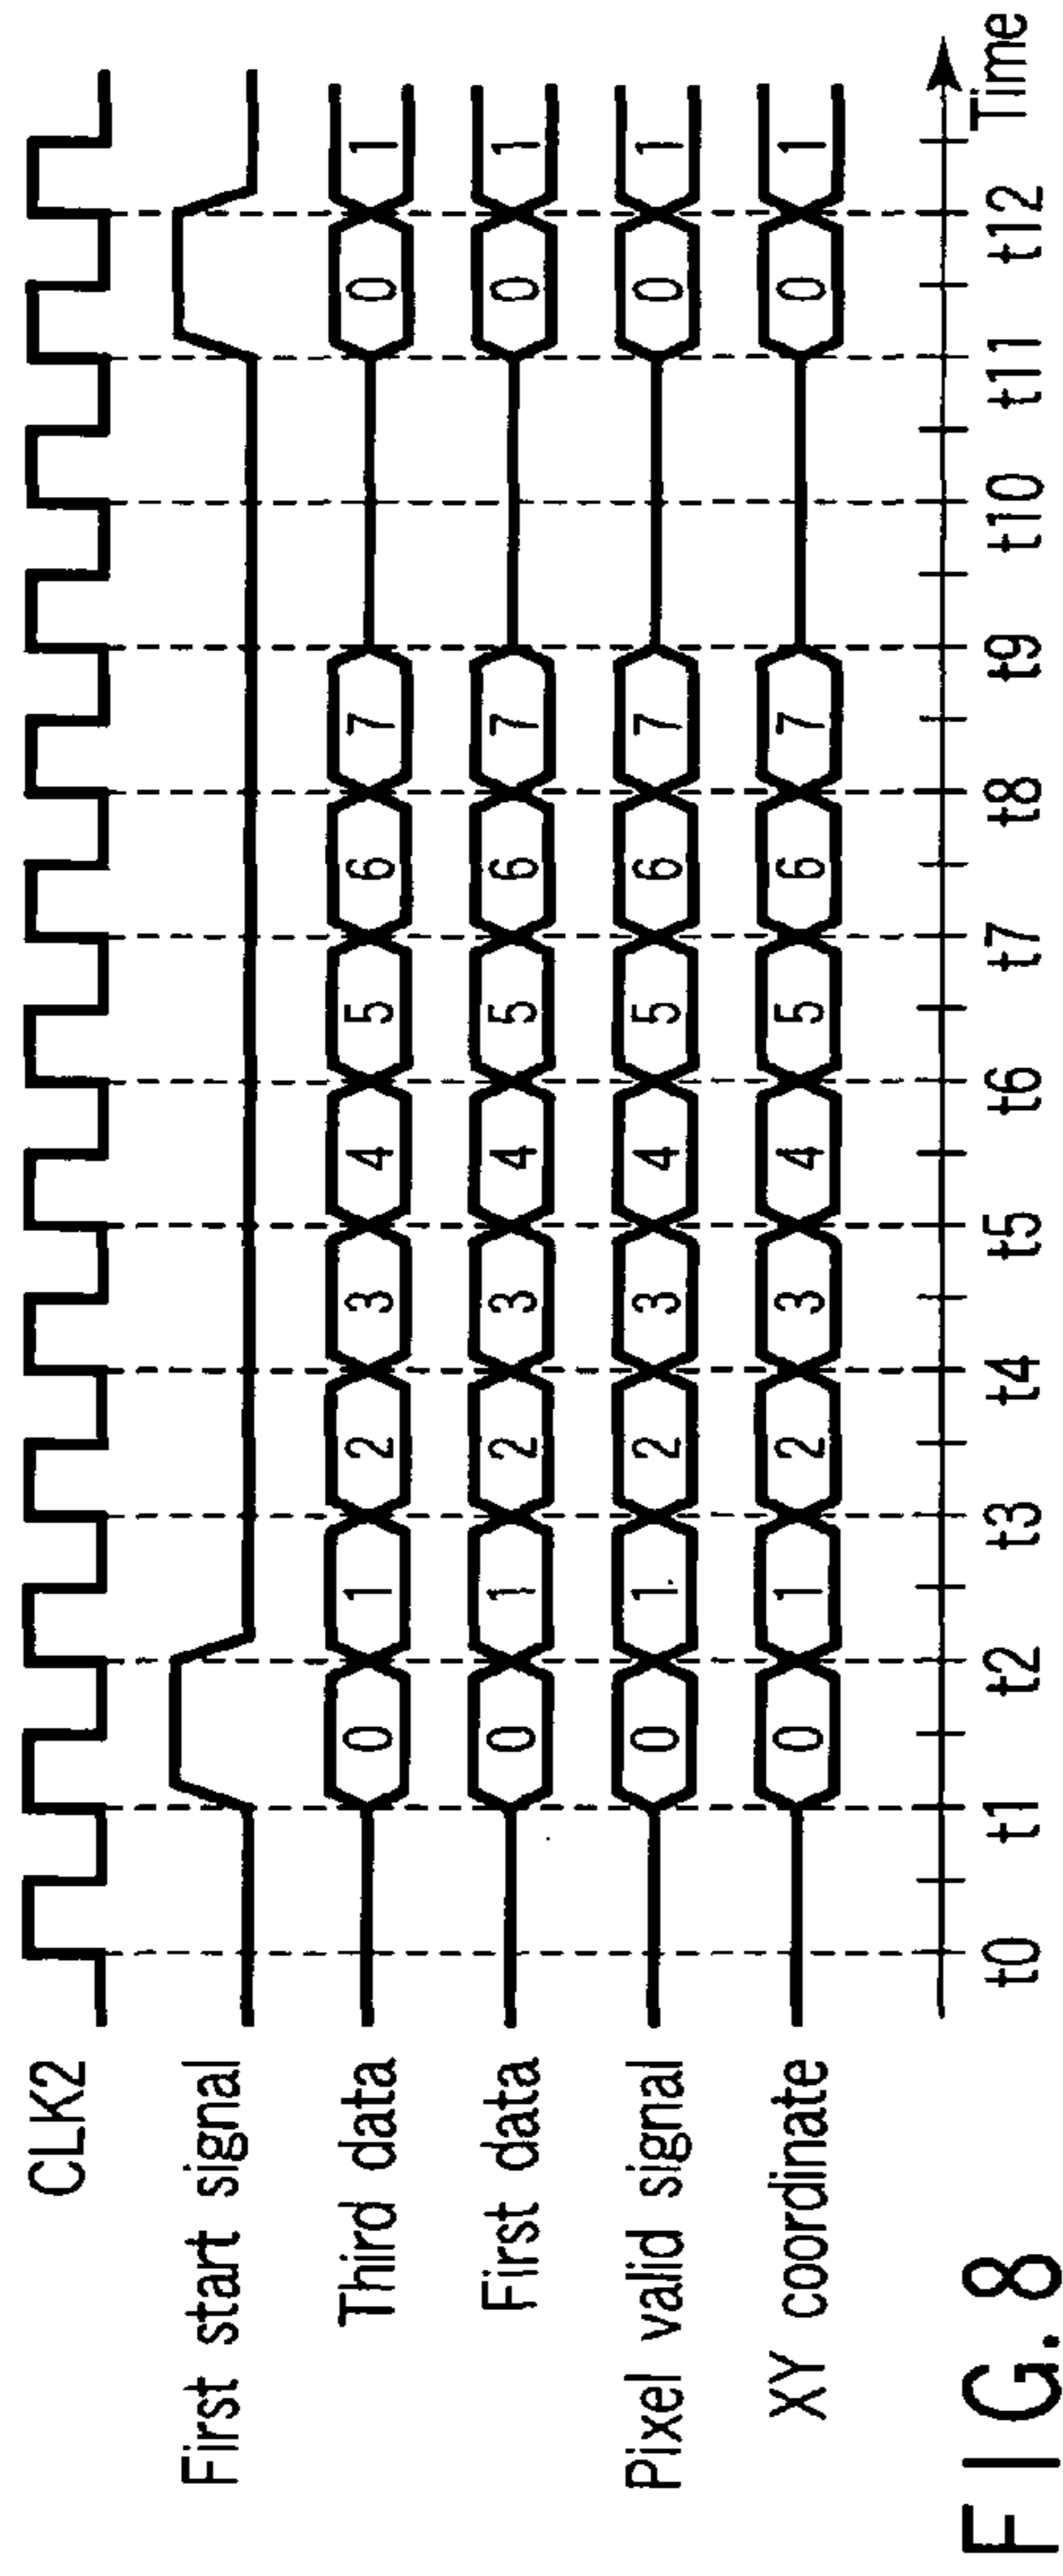 CLK2
First start signal
Third data 0 1 2 3 4 5 6 7 0 1
First data 0 1 2 3 4 5 6 7 0 1
Pixel valid signal 0 1 2 3 4 5 6 7 0 1
XY coordinate 0 1 2 3 4 5 6 7 0 1
t0 t1 t2 t3 t4 t5 t6 t7 t8 t9 t10 t11 t12 Time
FIG. 8